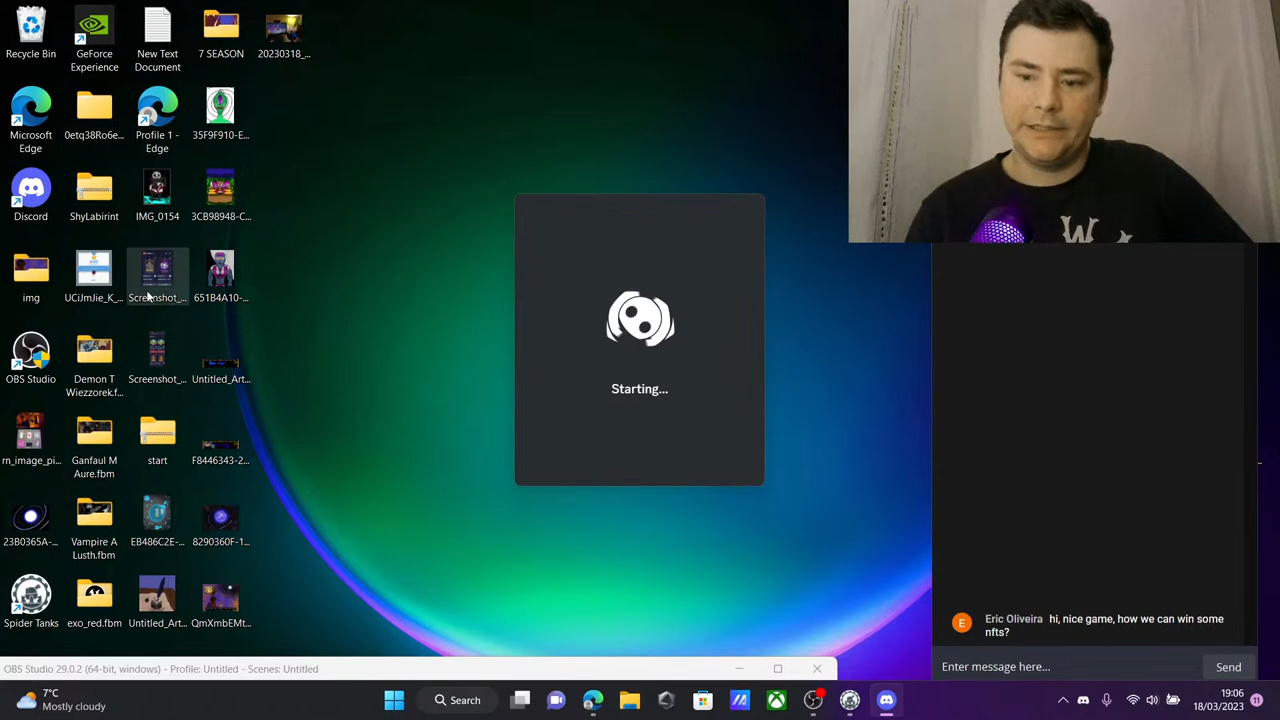 Recycle Bin
GeForce
Experience
New Text
Document
7 SEASON
20230318_...
Microsoft
Edge
0etq38Ro6e...
Profile 1 -
Edge
35F9F910-E...
Discord
ShyLabirint
IMG_0154
3CB98948-C...
img
UCiJmJie_K_...
Screenshot_...
651B4A10-...
OBS Studio
Demon T
Wiezzorek.f...
Screenshot_...
Untitled_Art...
rn_image_pi...
Ganfaul M
Aure.fbm
start
F8446343-2...
23B0365A-...
Vampire A
Lusth.fbm
EB486C2E-...
8290360F-1...
Spider Tanks
exo_red.fbm
Untitled_Art...
QmXmbEMt...
Starting...
Eric Oliveira hi, nice game, how we can win some
nfts?
Enter message here...
Send
OBS Studio 29.0.2 (64-bit, windows) - Profile: Untitled - Scenes: Untitled
7°C
Mostly cloudy
Search
19:06
18/03/2023
11